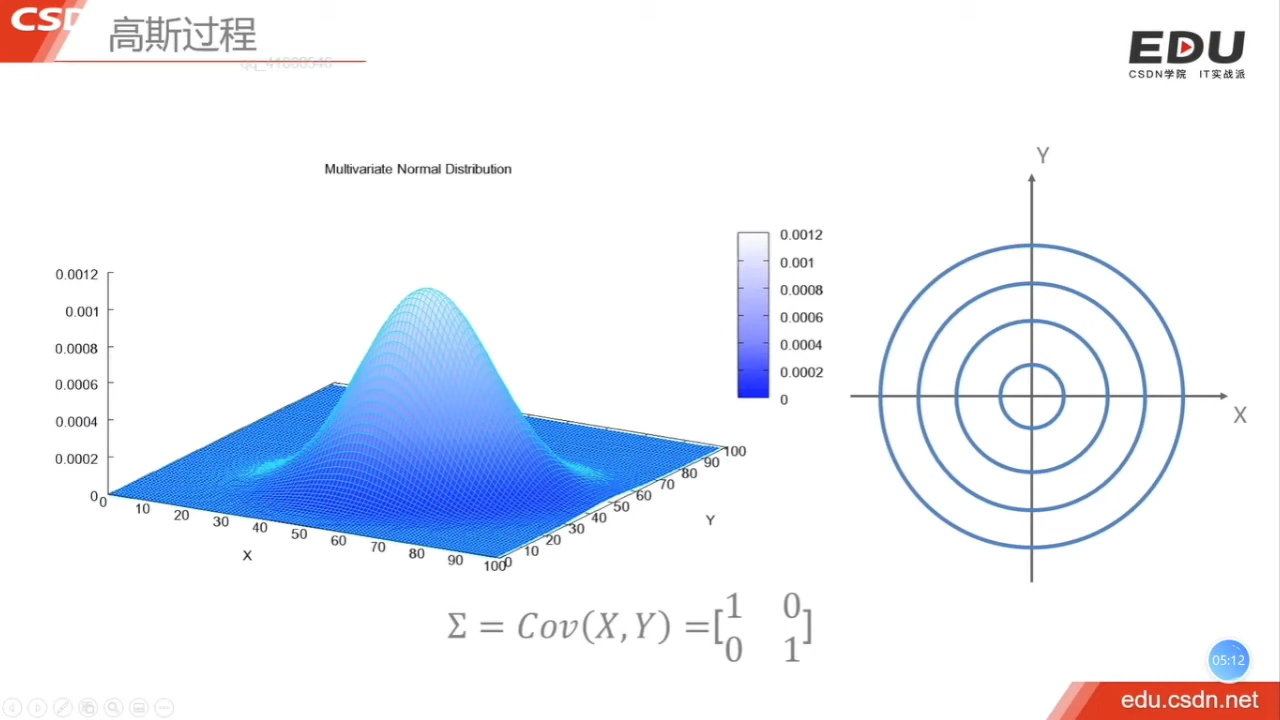 CSD
高斯过程
EDU
CSDN学院 IT实战派
Multivariate Normal Distribution
Y
0.0012
0.001
0.0008
0.0006
0.0004
0.0002
0
0.0012
0.001
0.0008
0.0006
0.0004
0.0002
0
X
0 10 20 30 40 50 60 70 80 90 100
X
0 10 20 30 40 50 60 70 80 90 100
Y
Σ = Cov(X, Y) =[1 0
0 1]
05:12
edu.csdn.net